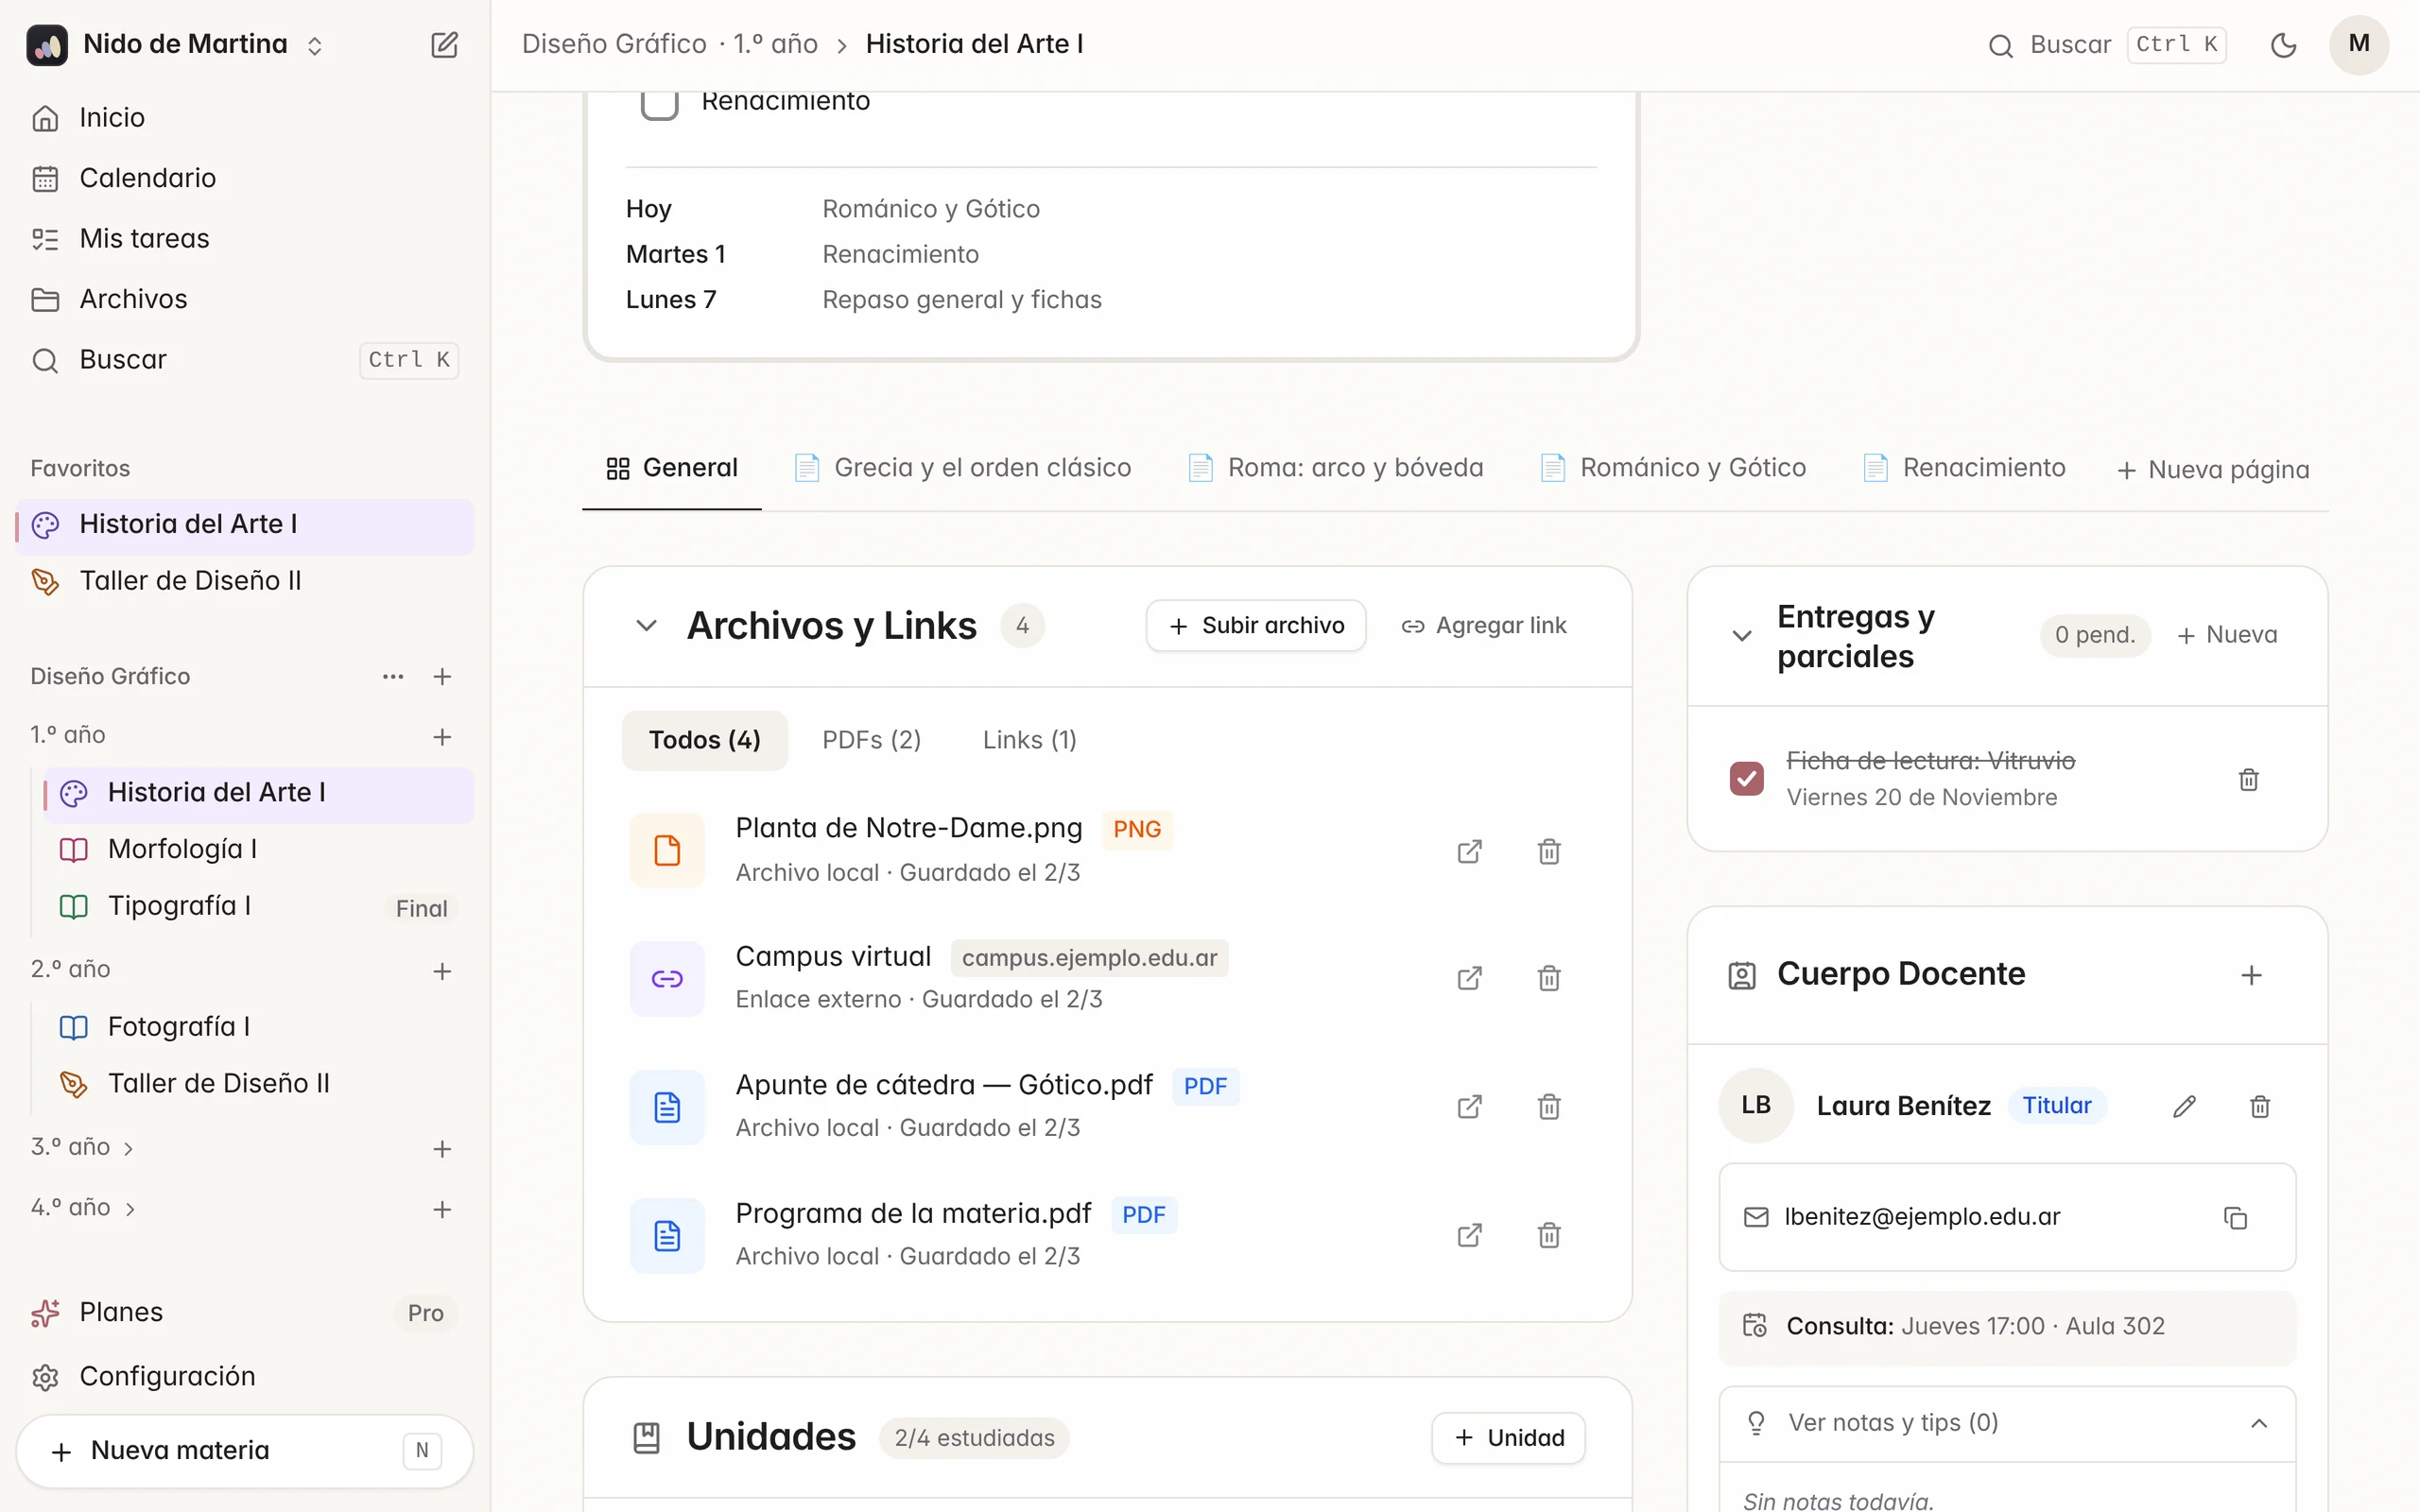 Nido de Martina
Inicio
Calendario
Mis tareas
Archivos
Buscar Ctrl K
Favoritos
Historia del Arte I
Taller de Diseño II
Diseño Gráfico
1.º año
Historia del Arte I
Morfología I
Tipografía I Final
2.º año
Fotografía I
Taller de Diseño II
3.º año
4.º año
Planes Pro
Configuración
Nueva materia N
Diseño Gráfico · 1.º año > Historia del Arte I
Buscar Ctrl K
M
Renacimiento
Hoy Románico y Gótico
Martes 1 Renacimiento
Lunes 7 Repaso general y fichas
General
Grecia y el orden clásico
Roma: arco y bóveda
Románico y Gótico
Renacimiento
+ Nueva página
Archivos y Links 4
+ Subir archivo
Agregar link
Todos (4) PDFs (2) Links (1)
Planta de Notre-Dame.png PNG
Archivo local · Guardado el 2/3
Campus virtual campus.ejemplo.edu.ar
Enlace externo · Guardado el 2/3
Apunte de cátedra — Gótico.pdf PDF
Archivo local · Guardado el 2/3
Programa de la materia.pdf PDF
Archivo local · Guardado el 2/3
Unidades 2/4 estudiadas
+ Unidad
Entregas y
parciales
0 pend. + Nueva
Ficha de lectura: Vitruvio
Viernes 20 de Noviembre
Cuerpo Docente
LB Laura Benítez Titular
lbenitez@ejemplo.edu.ar
Consulta: Jueves 17:00 · Aula 302
Ver notas y tips (0)
Sin notas todavía.